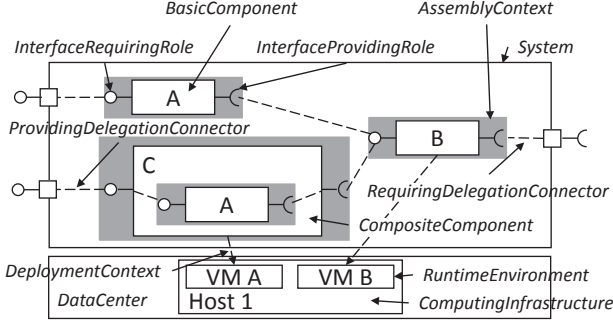 BasicComponent
AssemblyContext
InterfaceRequiringRole
InterfaceProvidingRole
System
A
ProvidingDelegationConnector
B
C
A
RequiringDelegationConnector
CompositeComponent
DeploymentContext
VM A
VM B
RuntimeEnvironment
DataCenter
Host 1
ComputingInfrastructure